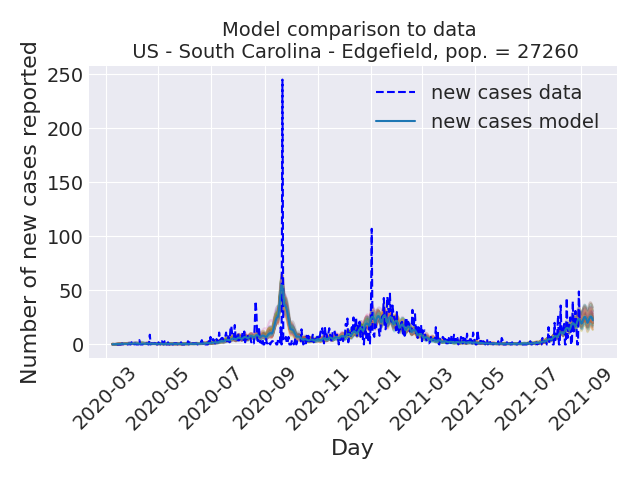 Model comparison to data
US - South Carolina - Edgefield, pop. = 27260
Number of new cases reported
250
200
150
100
50
0
new cases data
new cases model
2020-03
2020-05
2020-07
2020-09
2020-11
2021-01
2021-03
2021-05
2021-07
2021-09
Day